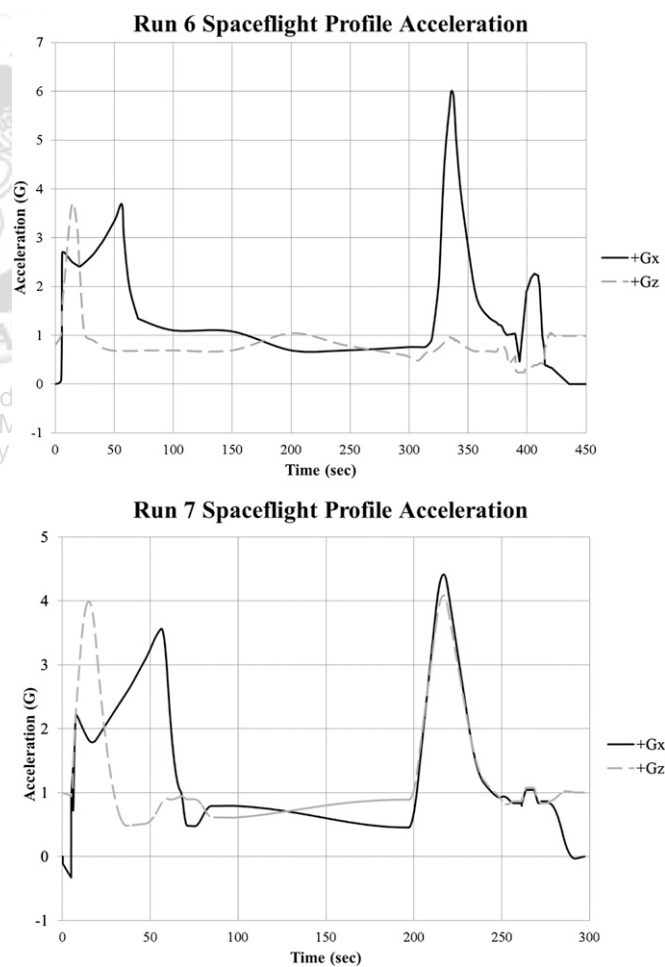 Run 6 Spaceflight Profile Acceleration
7
6
5
4
3
2
1
0
-1
Acceleration (G)
0 50 100 150 200 250 300 350 400 450
Time (sec)
+Gx
+Gz
Run 7 Spaceflight Profile Acceleration
5
4
3
2
1
0
-1
Acceleration (G)
0 50 100 150 200 250 300
Time (sec)
+Gx
+Gz